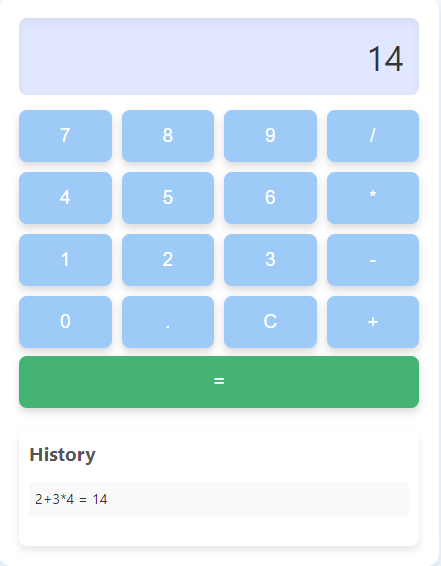 14
7 8 9 /
4 5 6 *
1 2 3 -
0 . C +
=
History
2+3*4 = 14